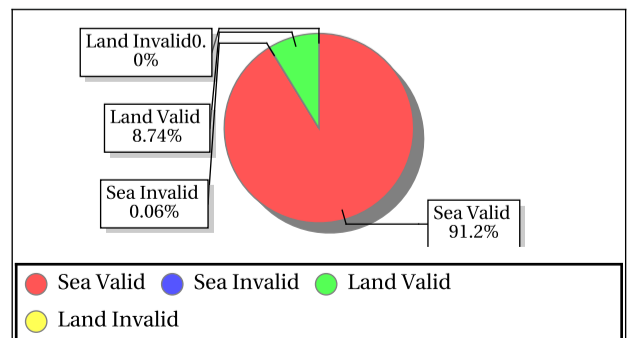 Land Invalid0.
0%
Land Valid
8.74%
Sea Invalid
0.06%
Sea Valid
91.2%
Sea Valid Sea Invalid Land Valid
Land Invalid